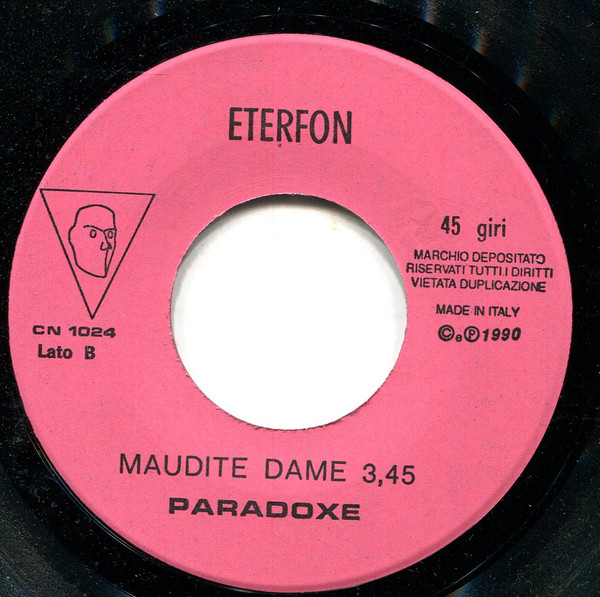 ETERFON
CN 1024
Lato B
45 giri
MARCHIO DEPOSITATO
RISERVATI TUTTI I DIRITTI
VIETATA DUPLICAZIONE
MADE IN ITALY
© e ℗ 1990
MAUDITE DAME 3,45
PARADOXE